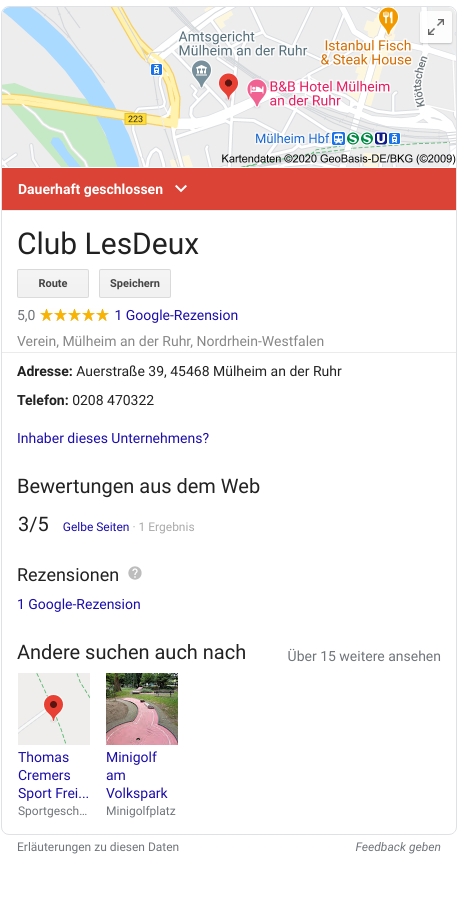 Amtsgericht
Mülheim an der Ruhr
Istanbul Fisch
& Steak House
Klöttschen
B&B Hotel Mülheim
an der Ruhr
223
Mülheim Hbf S S U
Kartendaten ©2020 GeoBasis-DE/BKG (©2009)
Dauerhaft geschlossen
Club LesDeux
Route Speichern
5,0 1 Google-Rezension
Verein, Mülheim an der Ruhr, Nordrhein-Westfalen
Adresse: Auerstraße 39, 45468 Mülheim an der Ruhr
Telefon: 0208 470322
Inhaber dieses Unternehmens?
Bewertungen aus dem Web
3/5 Gelbe Seiten · 1 Ergebnis
Rezensionen ?
1 Google-Rezension
Andere suchen auch nach Über 15 weitere ansehen
Thomas
Cremers
Sport Frei...
Sportgesch...
Minigolf
am
Volkspark
Minigolfplatz
Erläuterungen zu diesen Daten Feedback geben